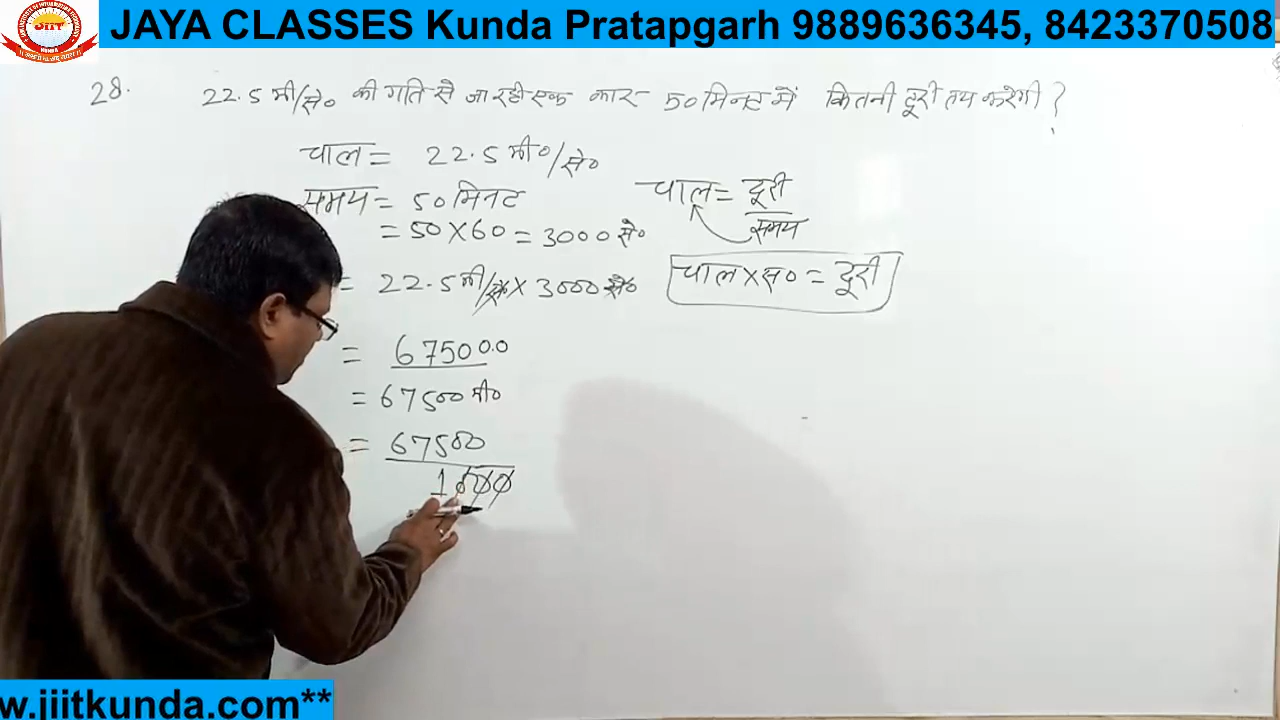 JAYA CLASSES Kunda Pratapgarh 9889636345, 8423370508
28. 22.5 मी/से० की गति से जा रही एक कार 50 मिनट में कितनी दूरी तय करेगी ?
चाल = 22.5 मी०/से०
समय = 50 मिनट
= 50 X 60 = 3000 से०
= 22.5 मी/से० X 3000 से०
= 67500.0
= 67500 मी०
= 67500
1000
चाल = दूरी
समय
चाल X स० = दूरी
w.jiitkunda.com**